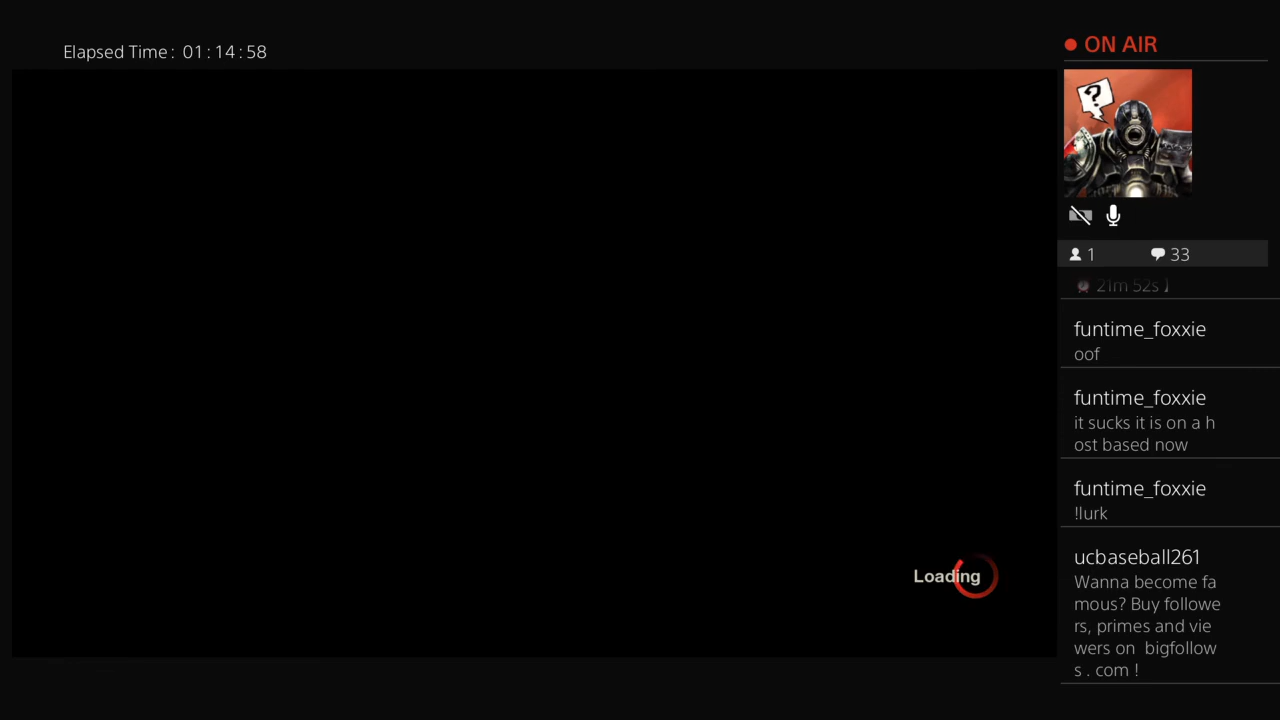 Elapsed Time: 01:14:58
ON AIR
?
1 33
21m 52s
funtime_foxxie
oof
funtime_foxxie
it sucks it is on a h
ost based now
funtime_foxxie
!lurk
ucbaseball261
Wanna become fa
mous? Buy followe
rs, primes and vie
wers on bigfollow
s . com !
Loading